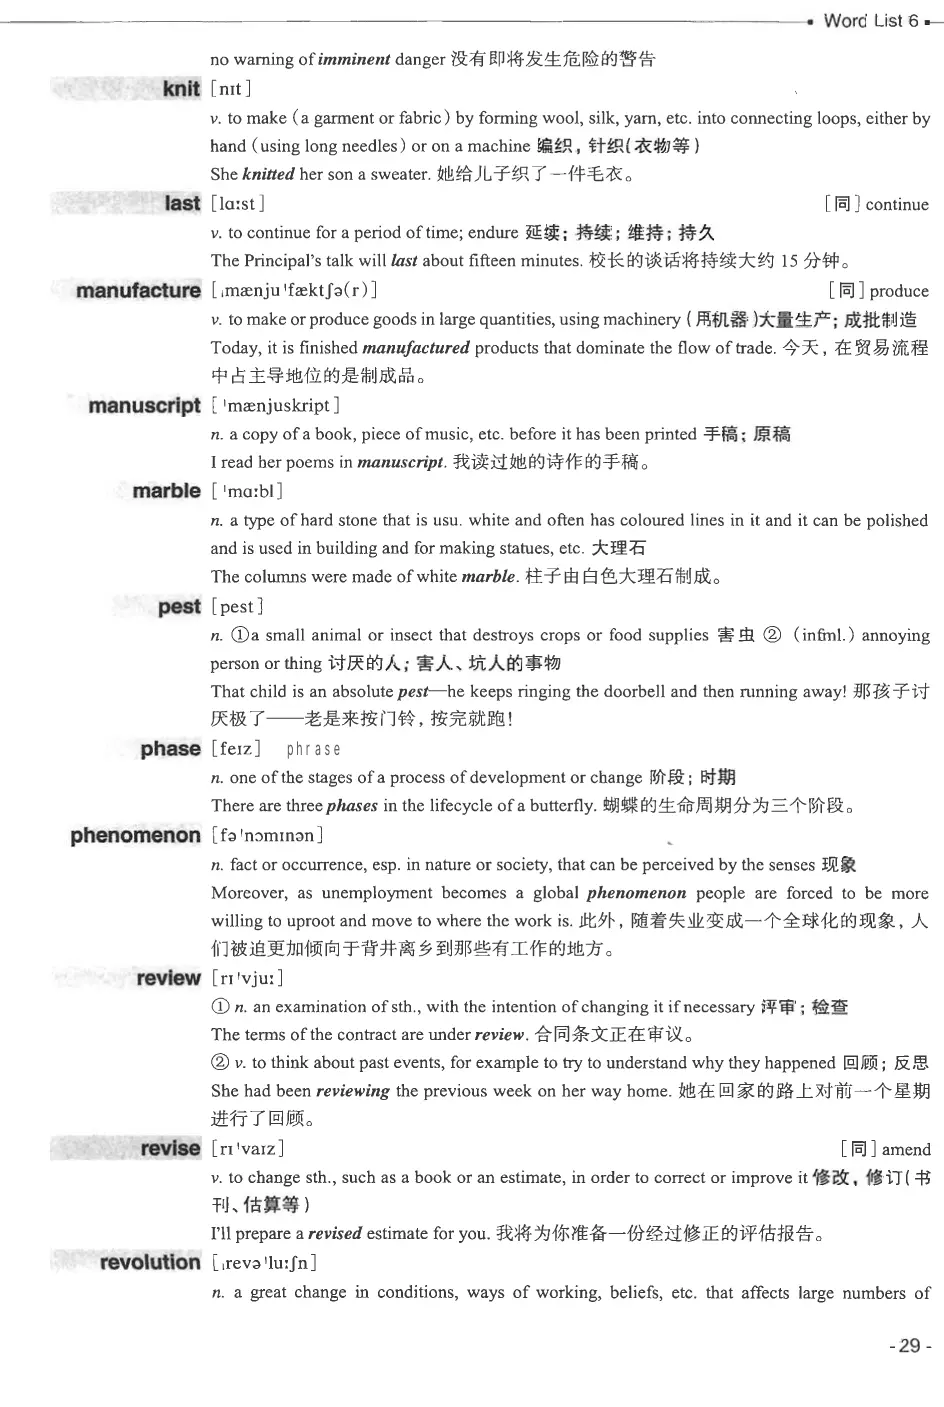 Word List 6
no warning of imminent danger 没有即将发生危险的警告
knit [nɪt]
v. to make (a garment or fabric) by forming wool, silk, yarn, etc. into connecting loops, either by
hand (using long needles) or on a machine 编织, 针织(衣物等)
She knitted her son a sweater. 她给儿子织了一件毛衣。
last [lɑːst] [同] continue
v. to continue for a period of time; endure 延续; 持续; 维持; 持久
The Principal's talk will last about fifteen minutes. 校长的谈话将持续大约 15 分钟。
manufacture [ˌmænjuˈfæktʃə(r)] [同] produce
v. to make or produce goods in large quantities, using machinery (用机器)大量生产; 成批制造
Today, it is finished manufactured products that dominate the flow of trade. 今天, 在贸易流程
中占主导地位的是制成品。
manuscript [ˈmænjuskript]
n. a copy of a book, piece of music, etc. before it has been printed 手稿; 原稿
I read her poems in manuscript. 我读过她的诗作的手稿。
marble [ˈmɑːbl]
n. a type of hard stone that is usu. white and often has coloured lines in it and it can be polished
and is used in building and for making statues, etc. 大理石
The columns were made of white marble. 柱子由白色大理石制成。
pest [pest]
n. ①a small animal or insect that destroys crops or food supplies 害虫 ② (infml.) annoying
person or thing 讨厌的人; 害人、坑人的事物
That child is an absolute pest—he keeps ringing the doorbell and then running away! 那孩子讨
厌极了——老是来按门铃, 按完就跑!
phase [feɪz] phrase
n. one of the stages of a process of development or change 阶段; 时期
There are three phases in the lifecycle of a butterfly. 蝴蝶的生命周期分为三个阶段。
phenomenon [fəˈnɔmɪnən]
n. fact or occurrence, esp. in nature or society, that can be perceived by the senses 现象
Moreover, as unemployment becomes a global phenomenon people are forced to be more
willing to uproot and move to where the work is. 此外, 随着失业变成一个全球化的现象, 人
们被迫更加倾向于背井离乡到那些有工作的地方。
review [rɪˈvjuː]
① n. an examination of sth., with the intention of changing it if necessary 评审; 检查
The terms of the contract are under review. 合同条文正在审议。
② v. to think about past events, for example to try to understand why they happened 回顾; 反思
She had been reviewing the previous week on her way home. 她在回家的路上对前一个星期
进行了回顾。
revise [rɪˈvaɪz] [同] amend
v. to change sth., such as a book or an estimate, in order to correct or improve it 修改, 修订(书
刊、估算等)
I'll prepare a revised estimate for you. 我将为你准备一份经过修正的评估报告。
revolution [ˌrevəˈluːʃn]
n. a great change in conditions, ways of working, beliefs, etc. that affects large numbers of
- 29 -